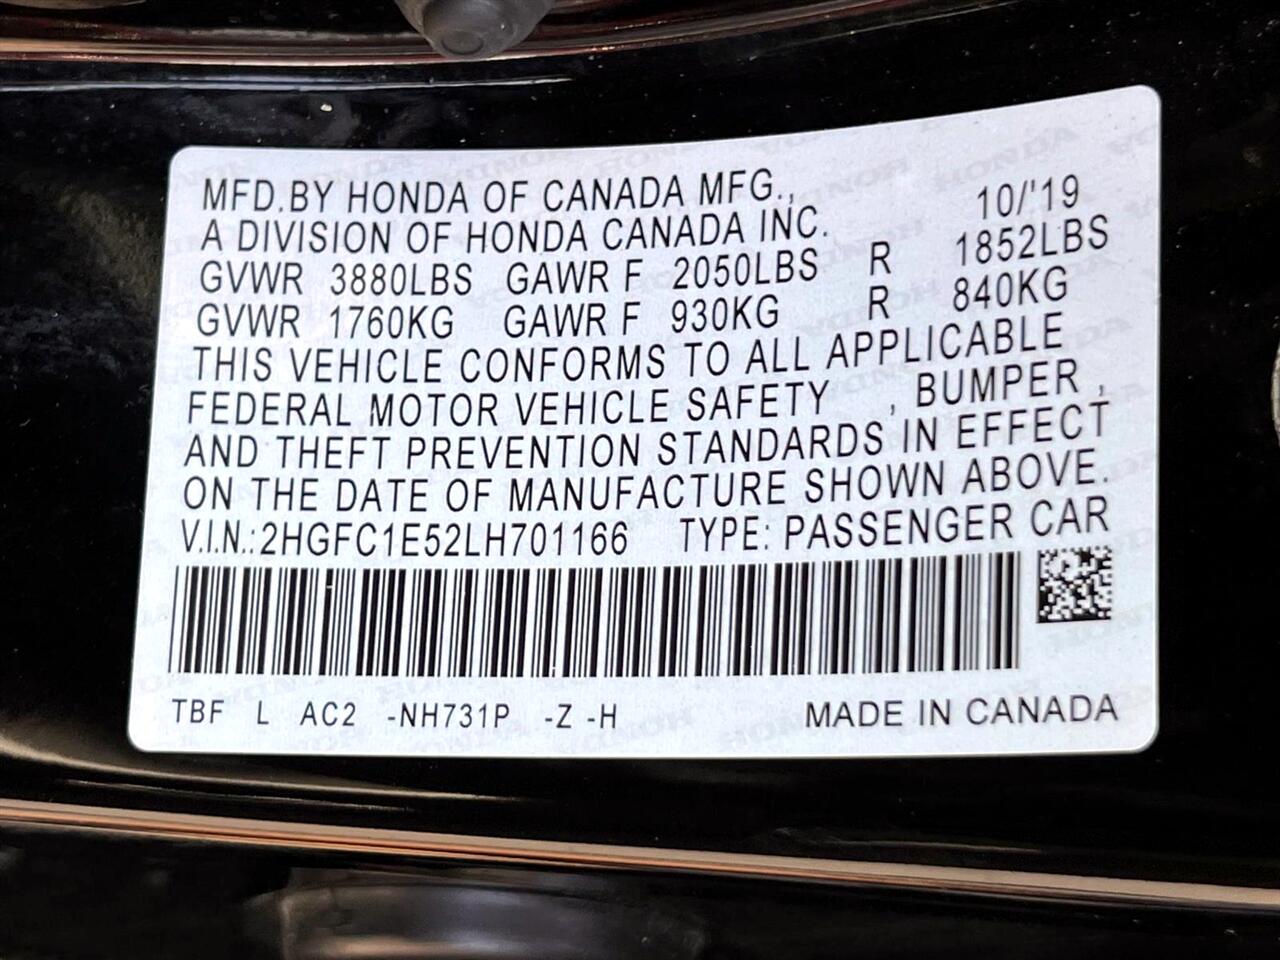 MFD.BY HONDA OF CANADA MFG., 10/'19
A DIVISION OF HONDA CANADA INC.
GVWR 3880LBS GAWR F 2050LBS R 1852LBS
GVWR 1760KG GAWR F 930KG R 840KG
THIS VEHICLE CONFORMS TO ALL APPLICABLE
FEDERAL MOTOR VEHICLE SAFETY , BUMPER ,
AND THEFT PREVENTION STANDARDS IN EFFECT
ON THE DATE OF MANUFACTURE SHOWN ABOVE.
V.I.N.:2HGFC1E52LH701166 TYPE: PASSENGER CAR
TBF L AC2 -NH731P -Z -H MADE IN CANADA